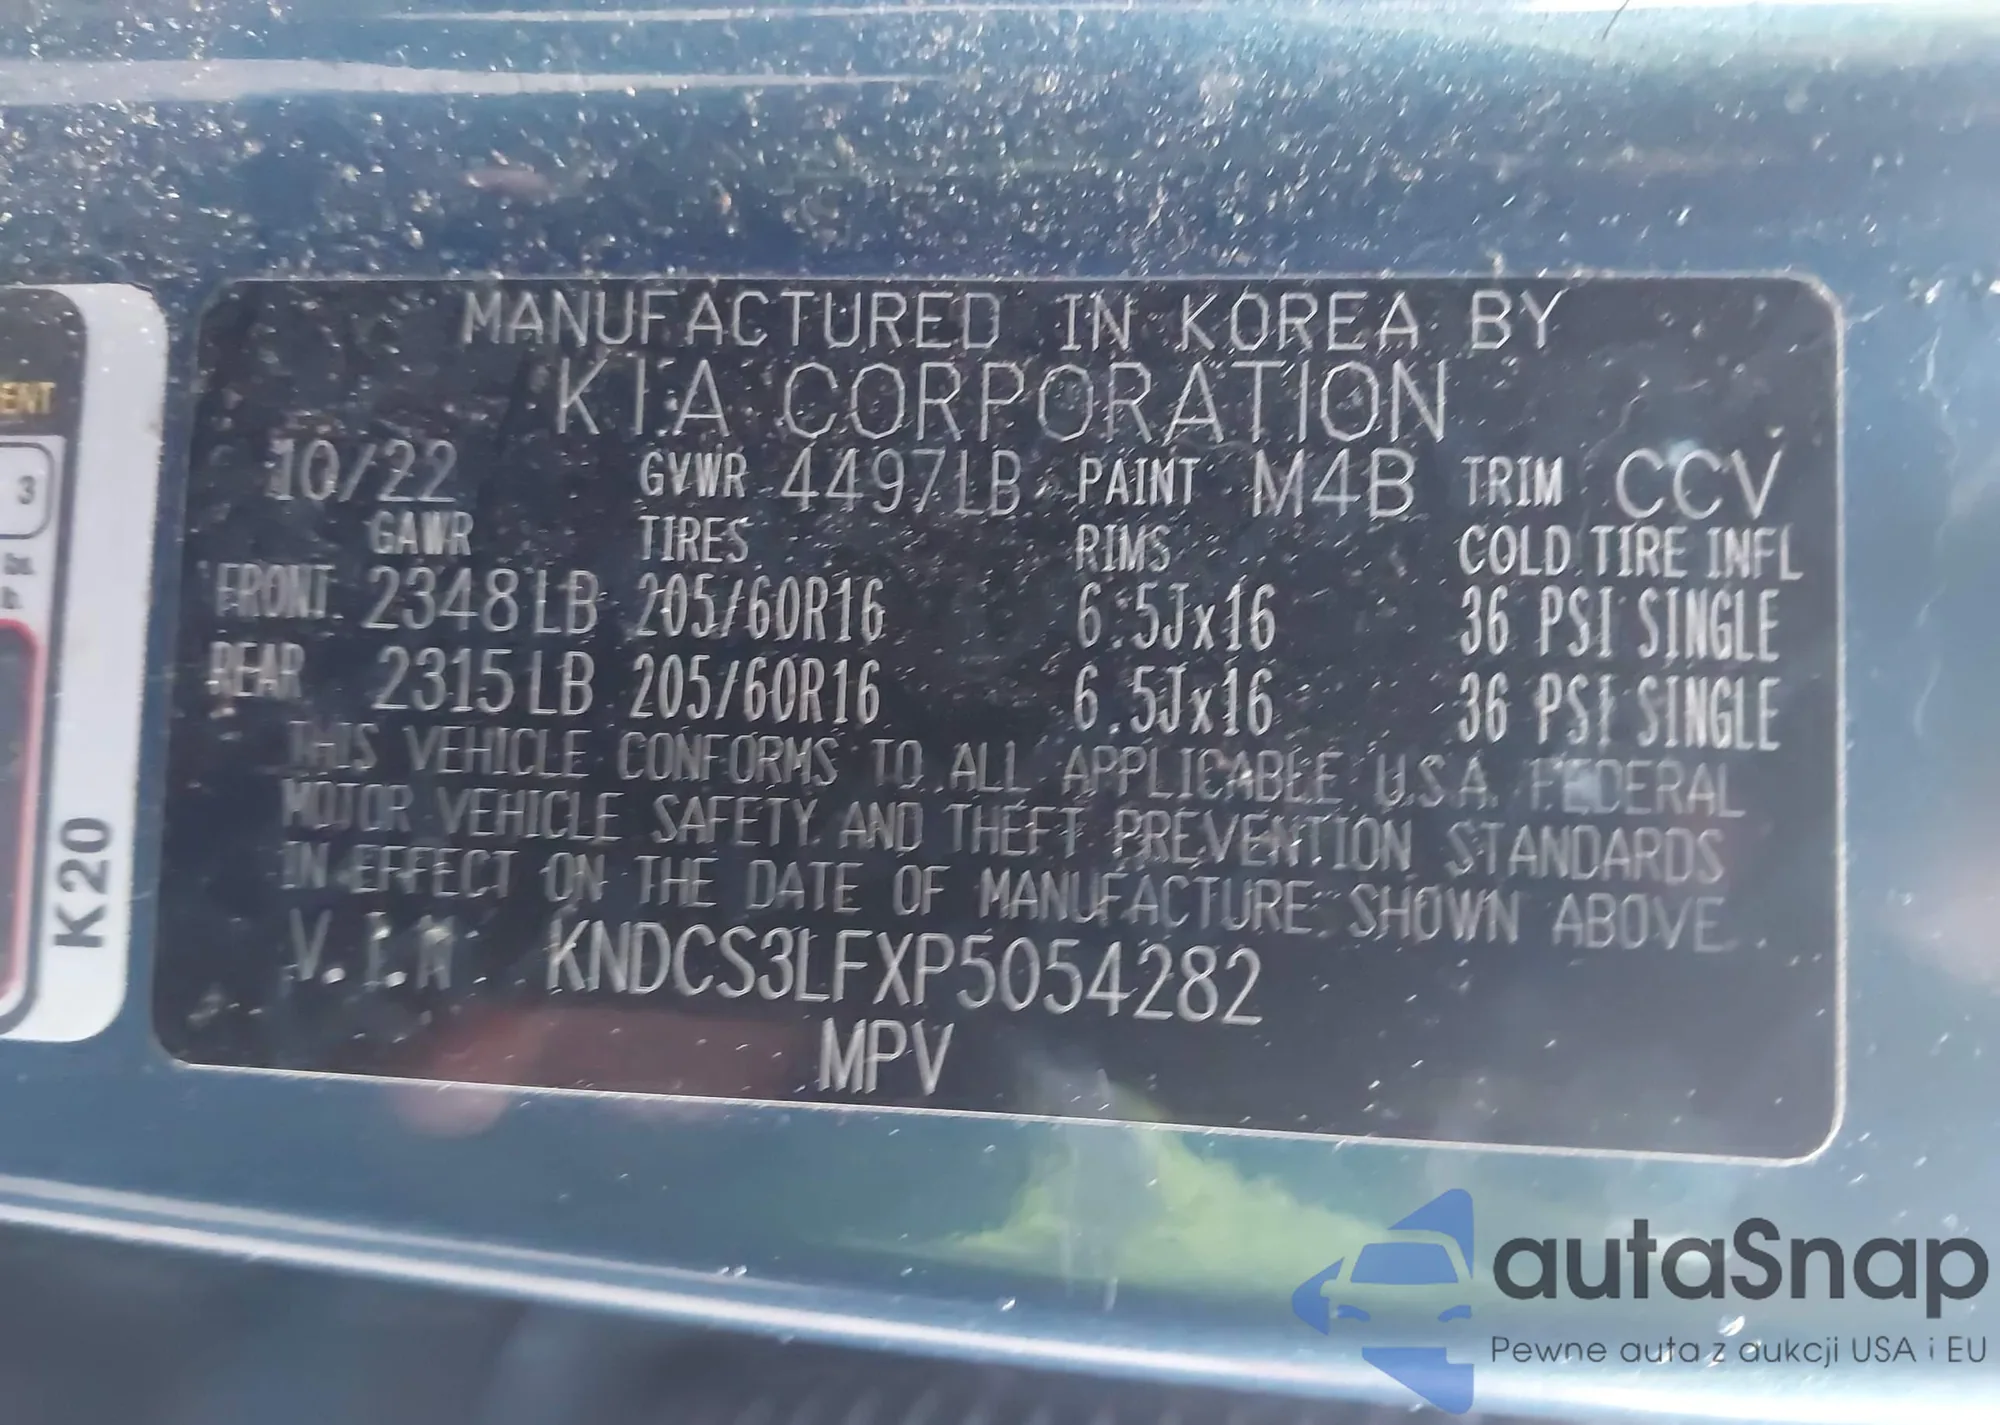 MANUFACTURED IN KOREA BY
KIA CORPORATION
10/22 GVWR 4497LB PAINT M4B TRIM CCV
GAWR TIRES RIMS COLD TIRE INFL
FRONT 2348LB 205/60R16 6.5Jx16 36 PSI SINGLE
REAR 2315LB 205/60R16 6.5Jx16 36 PSI SINGLE
THIS VEHICLE CONFORMS TO ALL APPLICABLE U.S.A. FEDERAL
MOTOR VEHICLE SAFETY AND THEFT PREVENTION STANDARDS
IN EFFECT ON THE DATE OF MANUFACTURE SHOWN ABOVE.
V.I.N KNDCS3LFXP5054282
MPV
ENT
3
K20
autaSnap
Pewne auta z aukcji USA i EU